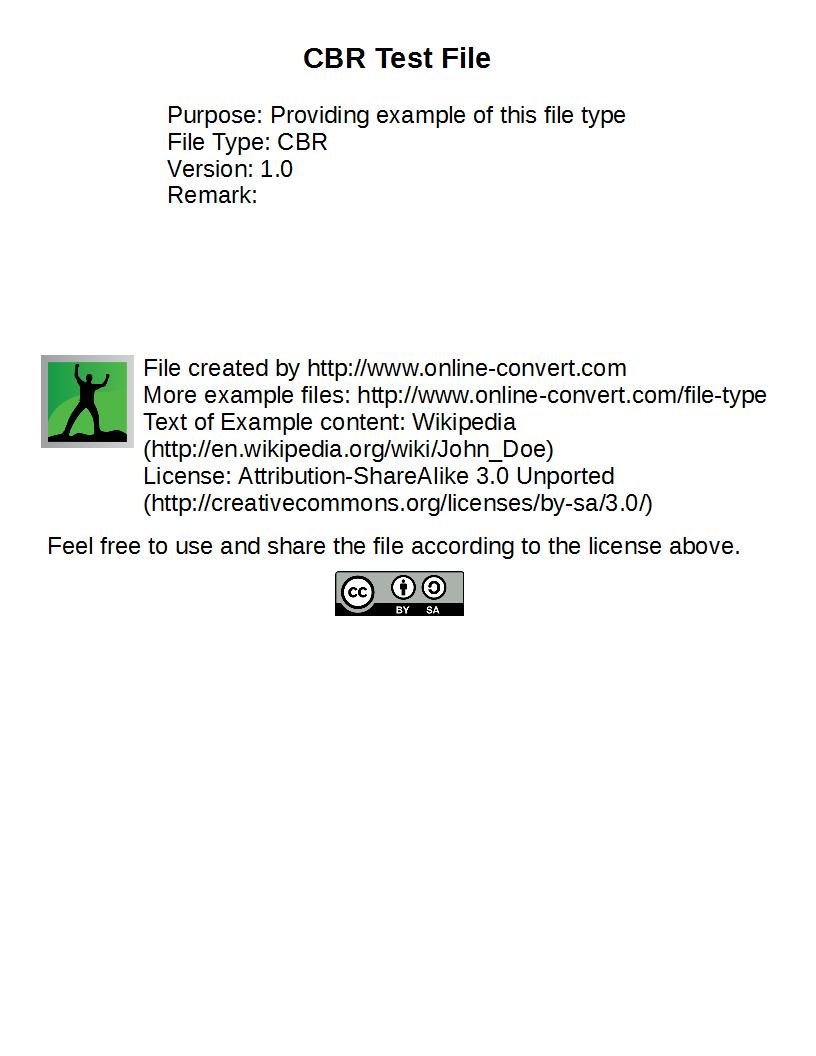 CBR Test File
Purpose: Providing example of this file type
File Type: CBR
Version: 1.0
Remark:
File created by http://www.online-convert.com
More example files: http://www.online-convert.com/file-type
Text of Example content: Wikipedia
(http://en.wikipedia.org/wiki/John_Doe)
License: Attribution-ShareAlike 3.0 Unported
(http://creativecommons.org/licenses/by-sa/3.0/)
Feel free to use and share the file according to the license above.
cc
BY SA